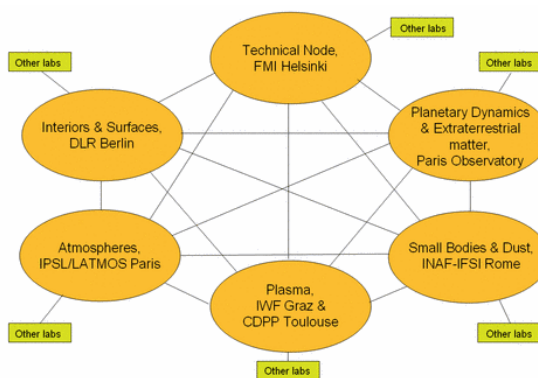 Other labs
Technical Node,
FMI Helsinki
Other labs
Other labs
Interiors & Surfaces,
DLR Berlin
Planetary Dynamics
& Extraterrestrial
matter,
Paris Observatory
Atmospheres,
IPSL/LATMOS Paris
Small Bodies & Dust,
INAF-IFSI Rome
Plasma,
IWF Graz &
CDPP Toulouse
Other labs
Other labs
Other labs